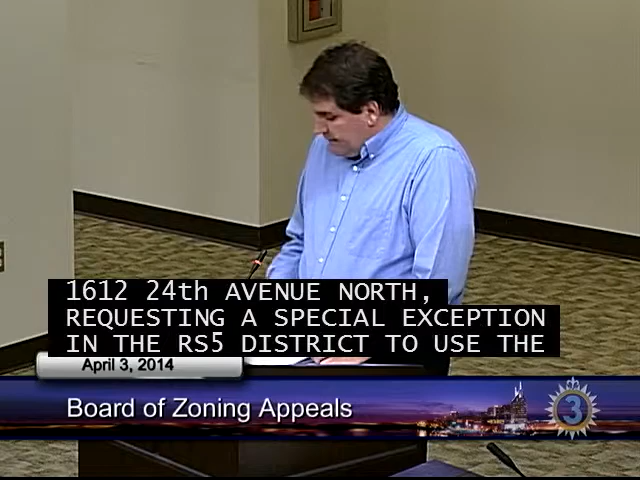 1612 24th AVENUE NORTH,
REQUESTING A SPECIAL EXCEPTION
IN THE RS5 DISTRICT TO USE THE
April 3, 2014
Board of Zoning Appeals
3